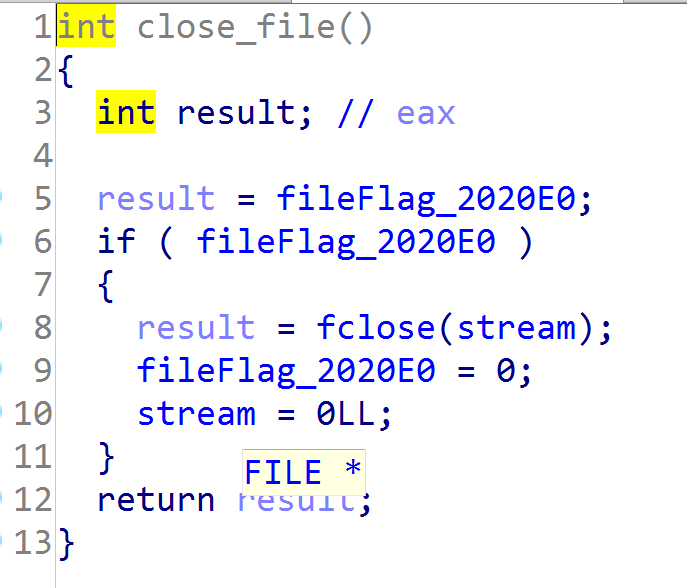 1 int close_file()
2 {
3 int result; // eax
4
5 result = fileFlag_2020E0;
6 if ( fileFlag_2020E0 )
7 {
8 result = fclose(stream);
9 fileFlag_2020E0 = 0;
10 stream = 0LL;
11 }
FILE *
12 return result;
13 }